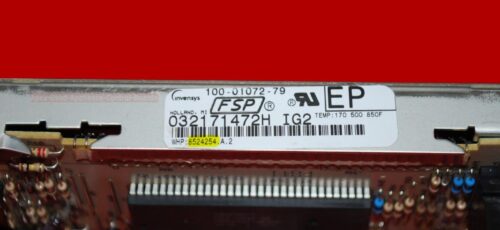 100-01072-79
invensys FSP ® EP
HOLLAND, MI
032171472H IG2 TEMP:170 500 850F
WHP:8524254.A.2